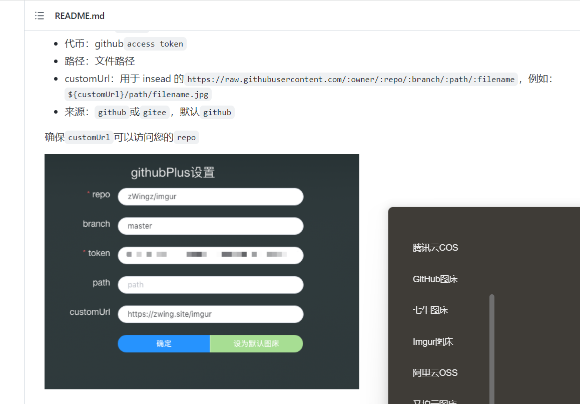 README.md
代币：github access token
路径：文件路径
customUrl：用于 insead 的 https://raw.githubusercontent.com/:owner/:repo/:branch/:path/:filename ，例如：
${customUrl}/path/filename.jpg
来源：github 或 gitee，默认 github
确保 customUrl 可以访问您的 repo
githubPlus设置
* repo zWingz/imgur
branch master
* token
path path
customUrl https://zwing.site/imgur
确定 设为默认图床
腾讯云COS
GitHub图床
七牛图床
Imgur图床
阿里云OSS